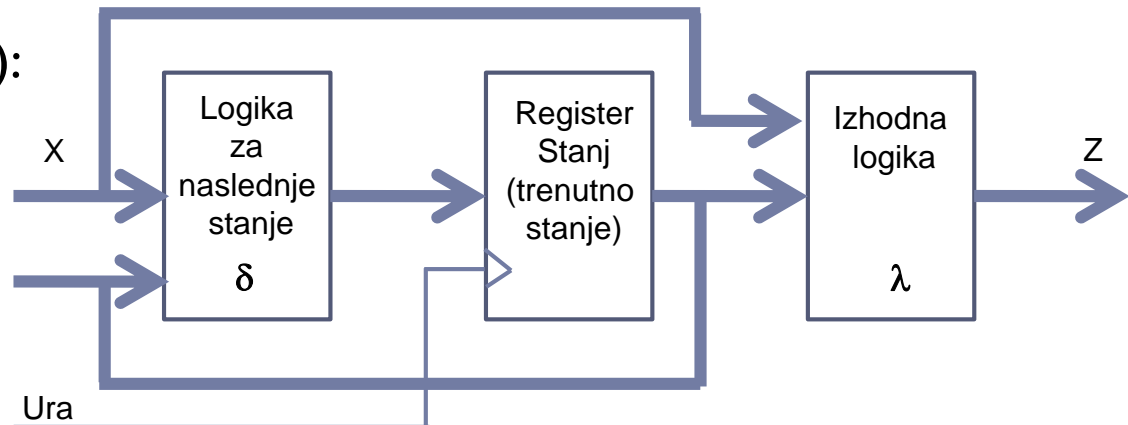 ):
X
Logika
za
naslednje
stanje
δ
Register
Stanj
(trenutno
stanje)
Izhodna
logika
λ
Z
Ura